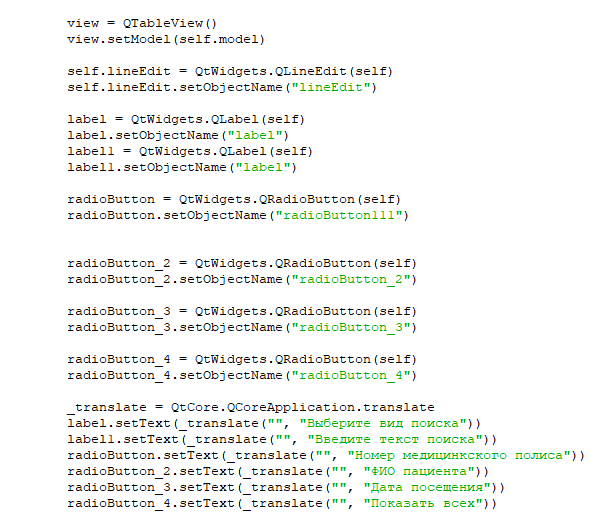 view = QTableView()
view.setModel(self.model)
self.lineEdit = QtWidgets.QLineEdit(self)
self.lineEdit.setObjectName("lineEdit")
label = QtWidgets.QLabel(self)
label.setObjectName("label")
label1 = QtWidgets.QLabel(self)
label1.setObjectName("label")
radioButton = QtWidgets.QRadioButton(self)
radioButton.setObjectName("radioButton111")
radioButton_2 = QtWidgets.QRadioButton(self)
radioButton_2.setObjectName("radioButton_2")
radioButton_3 = QtWidgets.QRadioButton(self)
radioButton_3.setObjectName("radioButton_3")
radioButton_4 = QtWidgets.QRadioButton(self)
radioButton_4.setObjectName("radioButton_4")
_translate = QtCore.QCoreApplication.translate
label.setText(_translate("", "Выберите вид поиска"))
label1.setText(_translate("", "Введите текст поиска"))
radioButton.setText(_translate("", "Номер медицинкского полиса"))
radioButton_2.setText(_translate("", "ФИО пациента"))
radioButton_3.setText(_translate("", "Дата посещения"))
radioButton_4.setText(_translate("", "Показать всех"))